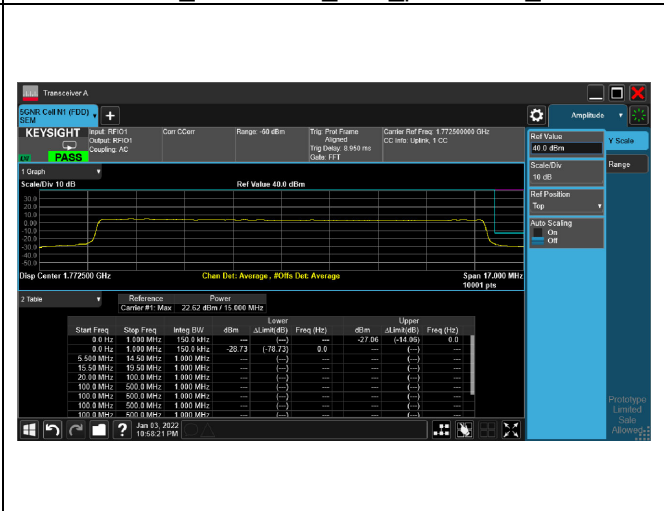 Transceiver A
5GNR Cell N1 (FDD)
SEM
Amplitude
KEYSIGHT
PASS
Input: RFIO1
Output: RFIO1
Coupling: AC
Corr CCorr
Range: -60 dBm
Trig: Prot Frame
Aligned
Trig Delay: 8.950 ms
Gate: FFT
Carrier Ref Freq: 1.772500000 GHz
CC Info: Uplink, 1 CC
Ref Value
40.0 dBm
Y Scale
Scale/Div
10 dB
Range
Ref Position
Top
Auto Scaling
On
Off
1 Graph
Scale/Div 10 dB
Ref Value 40.0 dBm
30.0
20.0
10.0
0.0
-10.0
-20.0
-30.0
-40.0
-50.0
Disp Center 1.772500 GHz
Chan Det: Average , #Offs Det: Average
Span 17.000 MHz
10001 pts
2 Table
Reference Power
Carrier #1: Max 22.62 dBm / 15.000 MHz
Lower Upper
Start Freq Stop Freq Integ BW dBm ΔLimit(dB) Freq (Hz) dBm ΔLimit(dB) Freq (Hz)
0.0 Hz 1.000 MHz 150.0 kHz --- (---) --- -27.06 (-14.06) 0.0
0.0 Hz 1.000 MHz 150.0 kHz -28.73 (-78.73) 0.0 --- (---) ---
5.500 MHz 14.50 MHz 1.000 MHz --- (---) --- --- (---) ---
15.50 MHz 19.50 MHz 1.000 MHz --- (---) --- --- (---) ---
20.00 MHz 100.0 MHz 1.000 MHz --- (---) --- --- (---) ---
100.0 MHz 500.0 MHz 1.000 MHz --- (---) --- --- (---) ---
100.0 MHz 500.0 MHz 1.000 MHz --- (---) --- --- (---) ---
100.0 MHz 500.0 MHz 1.000 MHz --- (---) --- --- (---) ---
100.0 MHz 500.0 MHz 1.000 MHz --- (---) --- --- (---) ---
Jan 03, 2022
10:58:21 PM
Prototype
Limited
Sale
Allowed